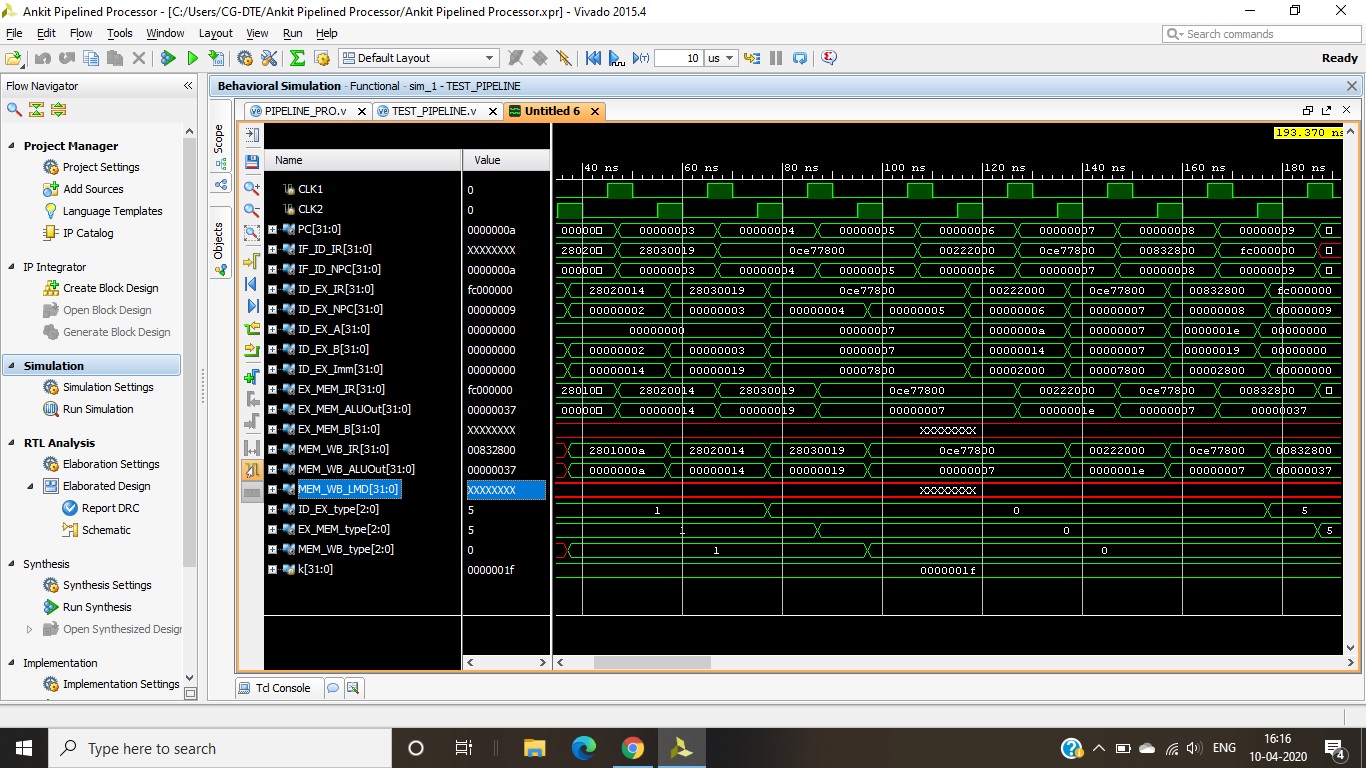 Ankit Pipelined Processor - [C:/Users/CG-DTE/Ankit Pipelined Processor/Ankit Pipelined Processor.xpr] - Vivado 2015.4
File Edit Flow Tools Window Layout View Run Help
Search commands
Default Layout 10 us Ready
Flow Navigator
Behavioral Simulation - Functional - sim_1 - TEST_PIPELINE
PIPELINE_PRO.v TEST_PIPELINE.v Untitled 6
Scope
Objects
Project Manager
Project Settings
Add Sources
Language Templates
IP Catalog
IP Integrator
Create Block Design
Open Block Design
Generate Block Design
Simulation
Simulation Settings
Run Simulation
RTL Analysis
Elaboration Settings
Elaborated Design
Report DRC
Schematic
Synthesis
Synthesis Settings
Run Synthesis
Open Synthesized Desigr
Implementation
Implementation Settings
193.370 ns
Name Value
40 ns 60 ns 80 ns 100 ns 120 ns 140 ns 160 ns 180 ns
CLK1 0
CLK2 0
PC[31:0] 0000000a 00000 00000003 00000004 00000005 00000006 00000007 00000008 00000009
IF_ID_IR[31:0] XXXXXXXX 28020 28030019 0ce77800 00222000 0ce77800 00832800 fc000000
IF_ID_NPC[31:0] 0000000a 00000 00000003 00000004 00000005 00000006 00000007 00000008 00000009
ID_EX_IR[31:0] fc000000 28020014 28030019 0ce77800 00222000 0ce77800 00832800 fc000000
ID_EX_NPC[31:0] 00000009 00000002 00000003 00000004 00000005 00000006 00000007 00000008 00000009
ID_EX_A[31:0] 00000000 00000000 00000007 0000000a 00000007 0000001e 00000000
ID_EX_B[31:0] 00000000 00000002 00000003 00000007 00000014 00000007 00000019 00000000
ID_EX_Imm[31:0] 00000000 00000014 00000019 00007800 00002000 00007800 00002800 00000000
EX_MEM_IR[31:0] fc000000 28010 28020014 28030019 0ce77800 00222000 0ce77800 00832800
EX_MEM_ALUOut[31:0] 00000037 00000 00000014 00000019 00000007 0000001e 00000007 00000037
EX_MEM_B[31:0] XXXXXXXX XXXXXXXX
MEM_WB_IR[31:0] 00832800 2801000a 28020014 28030019 0ce77800 00222000 0ce77800 00832800
MEM_WB_ALUOut[31:0] 00000037 0000000a 00000014 00000019 00000007 0000001e 00000007 00000037
MEM_WB_LMD[31:0] XXXXXXXX XXXXXXXX
ID_EX_type[2:0] 5 1 0 5
EX_MEM_type[2:0] 5 1 0 5
MEM_WB_type[2:0] 0 1 0
k[31:0] 0000001f 0000001f
Tcl Console
Type here to search
ENG
16:16
10-04-2020
4